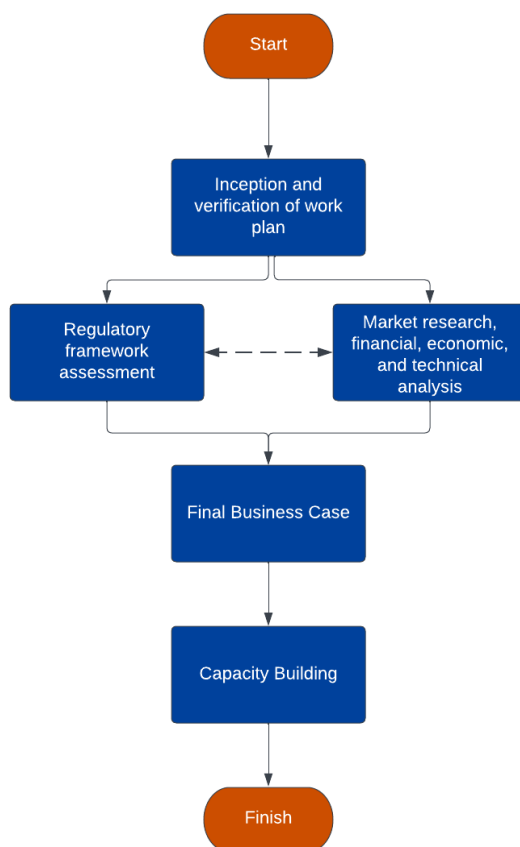 Start
Inception and
verification of work
plan
Regulatory
framework
assessment
Market research,
financial, economic,
and technical
analysis
Final Business Case
Capacity Building
Finish